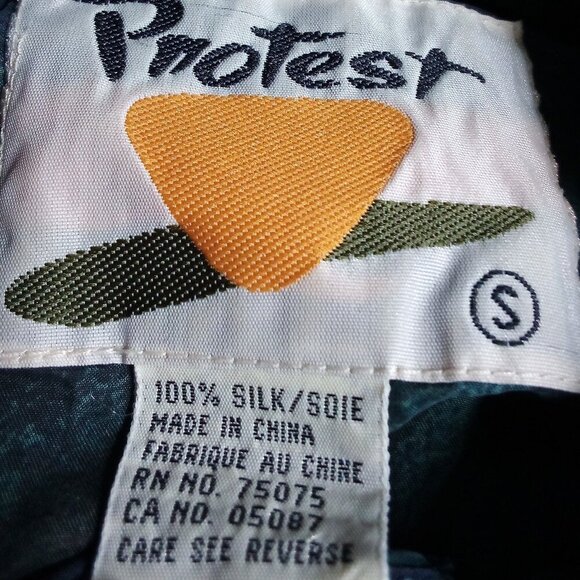 Protest
S
100% SILK/SOIE
MADE IN CHINA
FABRIQUE AU CHINE
RN NO. 75075
CA NO. 05087
CARE SEE REVERSE